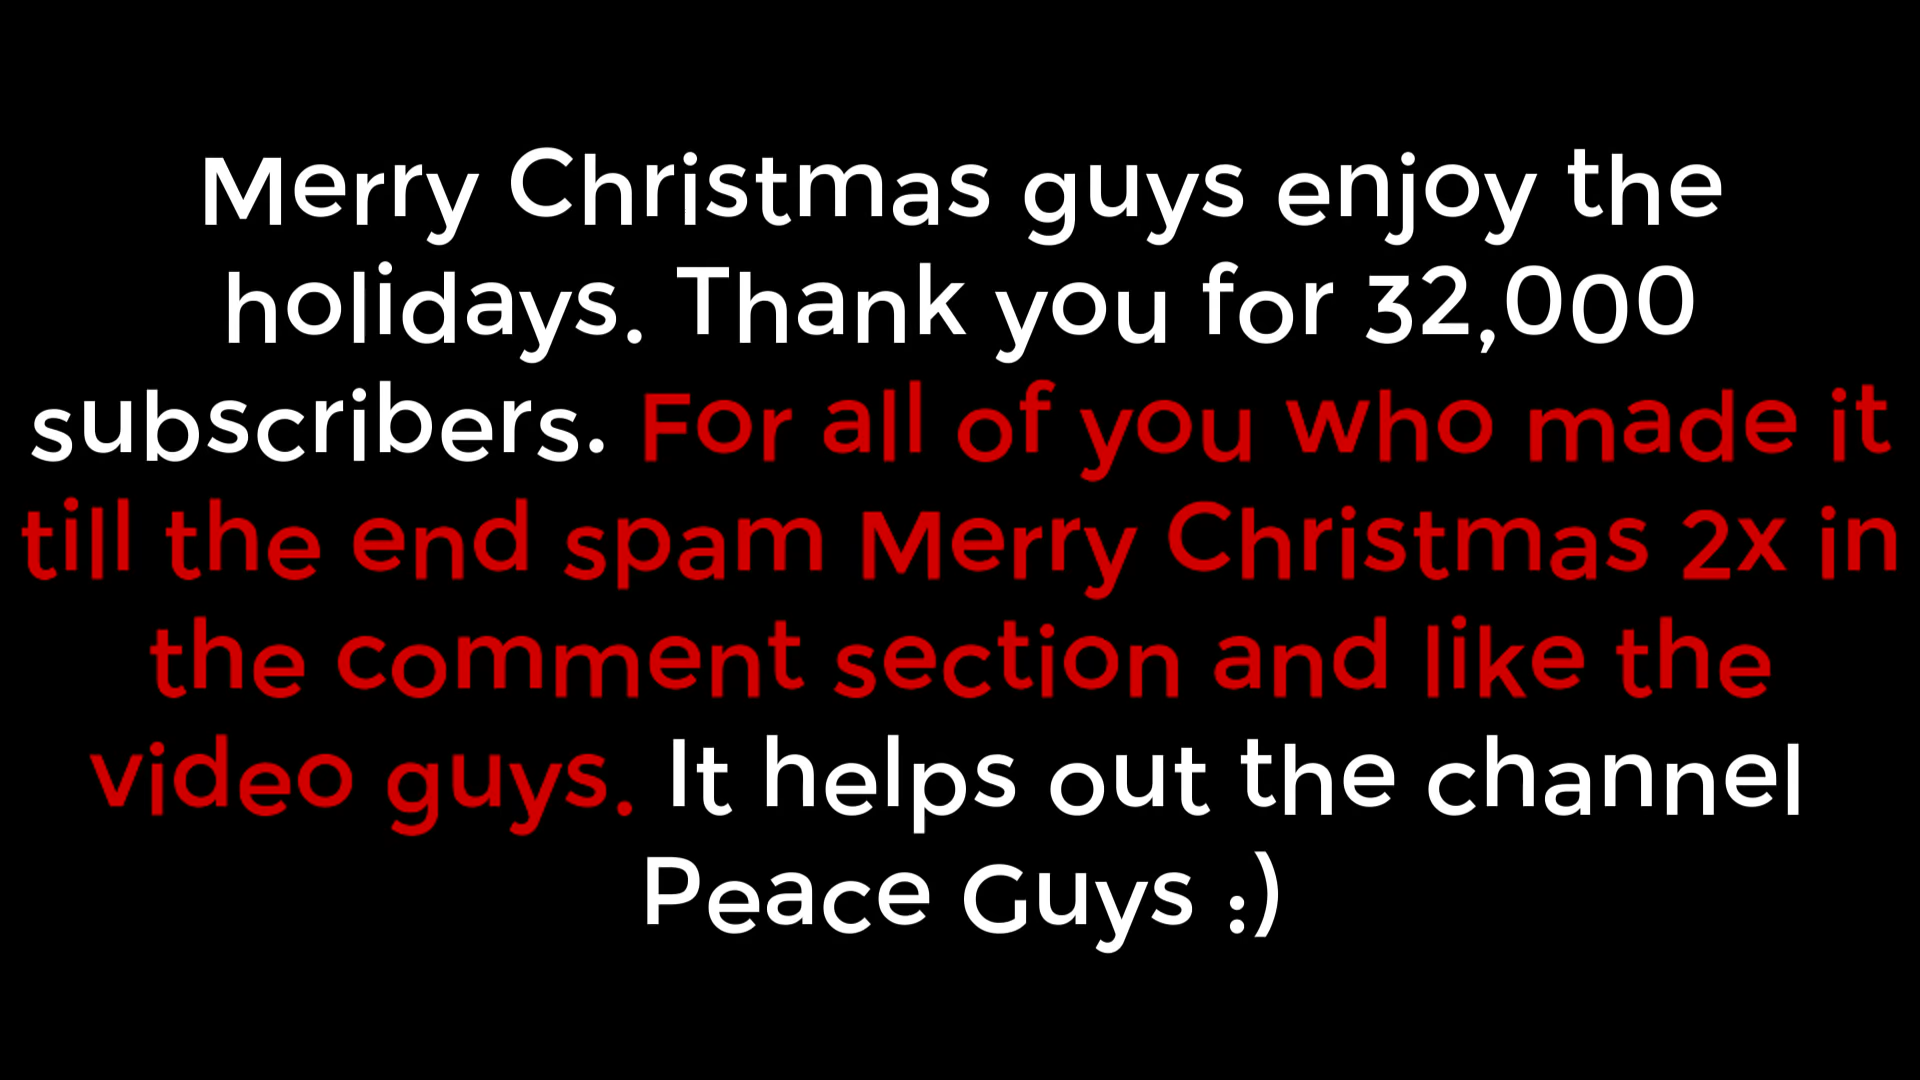 Merry Christmas guys enjoy the
holidays. Thank you for 32,000
subscribers. For all of you who made it
till the end spam Merry Christmas 2x in
the comment section and like the
video guys. It helps out the channel
Peace Guys :)